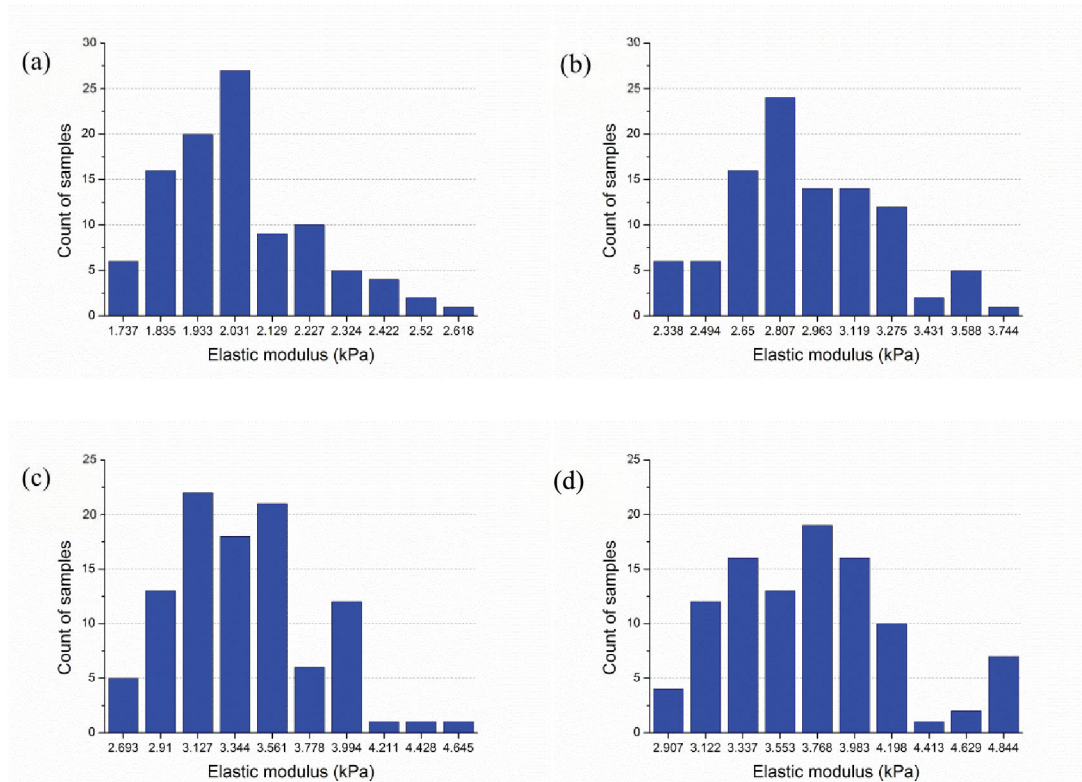 (a)
30
25
20
15
10
5
0
Count of samples
1.737 1.835 1.933 2.031 2.129 2.227 2.324 2.422 2.52 2.618
Elastic modulus (kPa)
(b)
30
25
20
15
10
5
0
Count of samples
2.338 2.494 2.65 2.807 2.963 3.119 3.275 3.431 3.588 3.744
Elastic modulus (kPa)
(c)
25
20
15
10
5
0
Count of samples
2.693 2.91 3.127 3.344 3.561 3.778 3.994 4.211 4.428 4.645
Elastic modulus (kPa)
(d)
25
20
15
10
5
0
Count of samples
2.907 3.122 3.337 3.553 3.768 3.983 4.198 4.413 4.629 4.844
Elastic modulus (kPa)